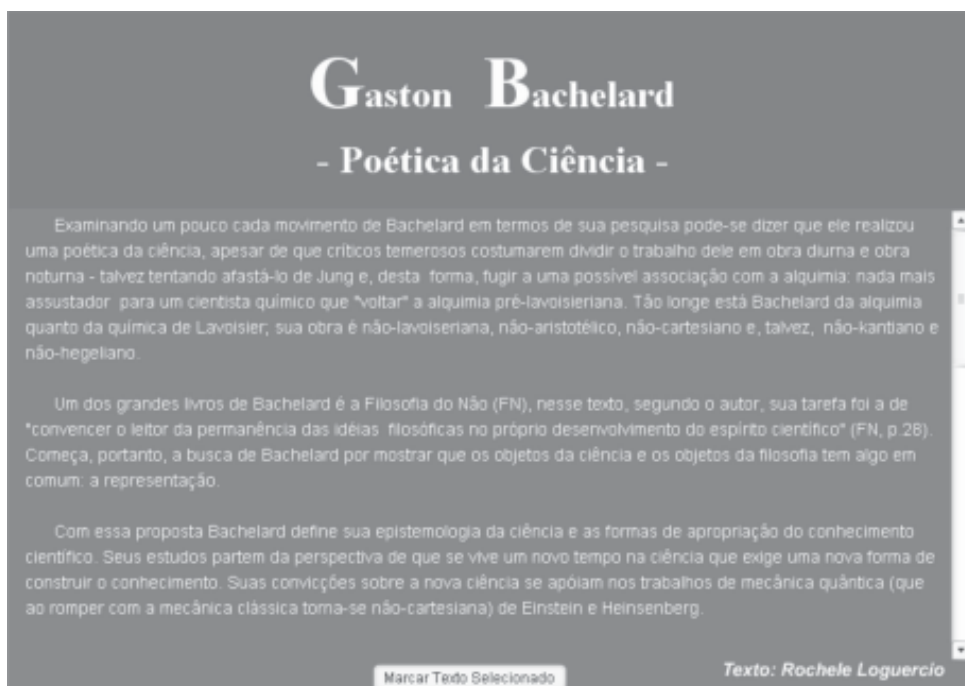 Gaston Bachelard
- Poética da Ciência -
Examinando um pouco cada movimento de Bachelard em termos de sua pesquisa pode-se dizer que ele realizou
uma poética da ciência, apesar de que críticos temerosos costumarem dividir o trabalho dele em obra diurna e obra
noturna - talvez tentando afastá-lo de Jung e, desta forma, fugir a uma possível associação com a alquimia: nada mais
assustador para um cientista químico que "voltar" a alquimia pré-lavoisieriana. Tão longe está Bachelard da alquimia
quanto da química de Lavoisier; sua obra é não-lavoiseriana, não-aristotélico, não-cartesiano e, talvez, não-kantiano e
não-hegeliano.
Um dos grandes livros de Bachelard é a Filosofia do Não (FN), nesse texto, segundo o autor, sua tarefa foi a de
"convencer o leitor da permanência das idéias filosóficas no próprio desenvolvimento do espírito científico" (FN, p.28).
Começa, portanto, a busca de Bachelard por mostrar que os objetos da ciência e os objetos da filosofia tem algo em
comum: a representação.
Com essa proposta Bachelard define sua epistemologia da ciência e as formas de apropriação do conhecimento
científico. Seus estudos partem da perspectiva de que se vive um novo tempo na ciência que exige uma nova forma de
construir o conhecimento. Suas convicções sobre a nova ciência se apóiam nos trabalhos de mecânica quântica (que
ao romper com a mecânica clássica torna-se não-cartesiana) de Einstein e Heinsenberg.
Marcar Texto Selecionado
Texto: Rochele Loguercio